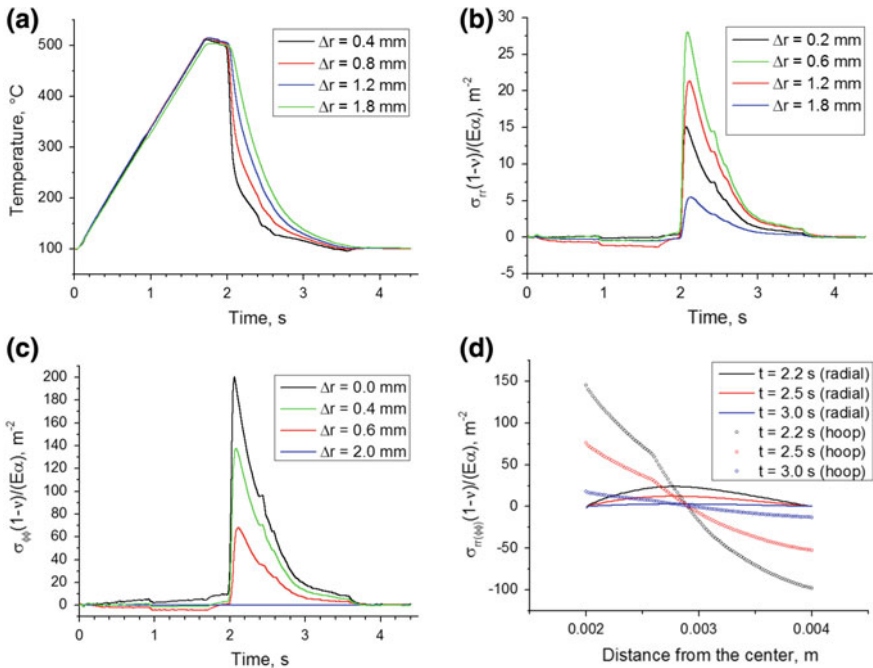 (a)
500
400
300
200
100
0
1
2
3
4
Temperature, °C
Time, s
Δr = 0.4 mm
Δr = 0.8 mm
Δr = 1.2 mm
Δr = 1.8 mm
(b)
30
25
20
15
10
5
0
-5
0
1
2
3
4
σrr(1-ν)/(Eα), m-2
Time, s
Δr = 0.2 mm
Δr = 0.6 mm
Δr = 1.2 mm
Δr = 1.8 mm
(c)
200
180
160
140
120
100
80
60
40
20
0
0
1
2
3
4
σϕϕ(1-ν)/(Eα), m-2
Time, s
Δr = 0.0 mm
Δr = 0.4 mm
Δr = 0.6 mm
Δr = 2.0 mm
(d)
150
100
50
0
-50
-100
0.002
0.003
0.004
σrr(ϕϕ)(1-ν)/(Eα), m-2
Distance from the center, m
t = 2.2 s (radial)
t = 2.5 s (radial)
t = 3.0 s (radial)
t = 2.2 s (hoop)
t = 2.5 s (hoop)
t = 3.0 s (hoop)